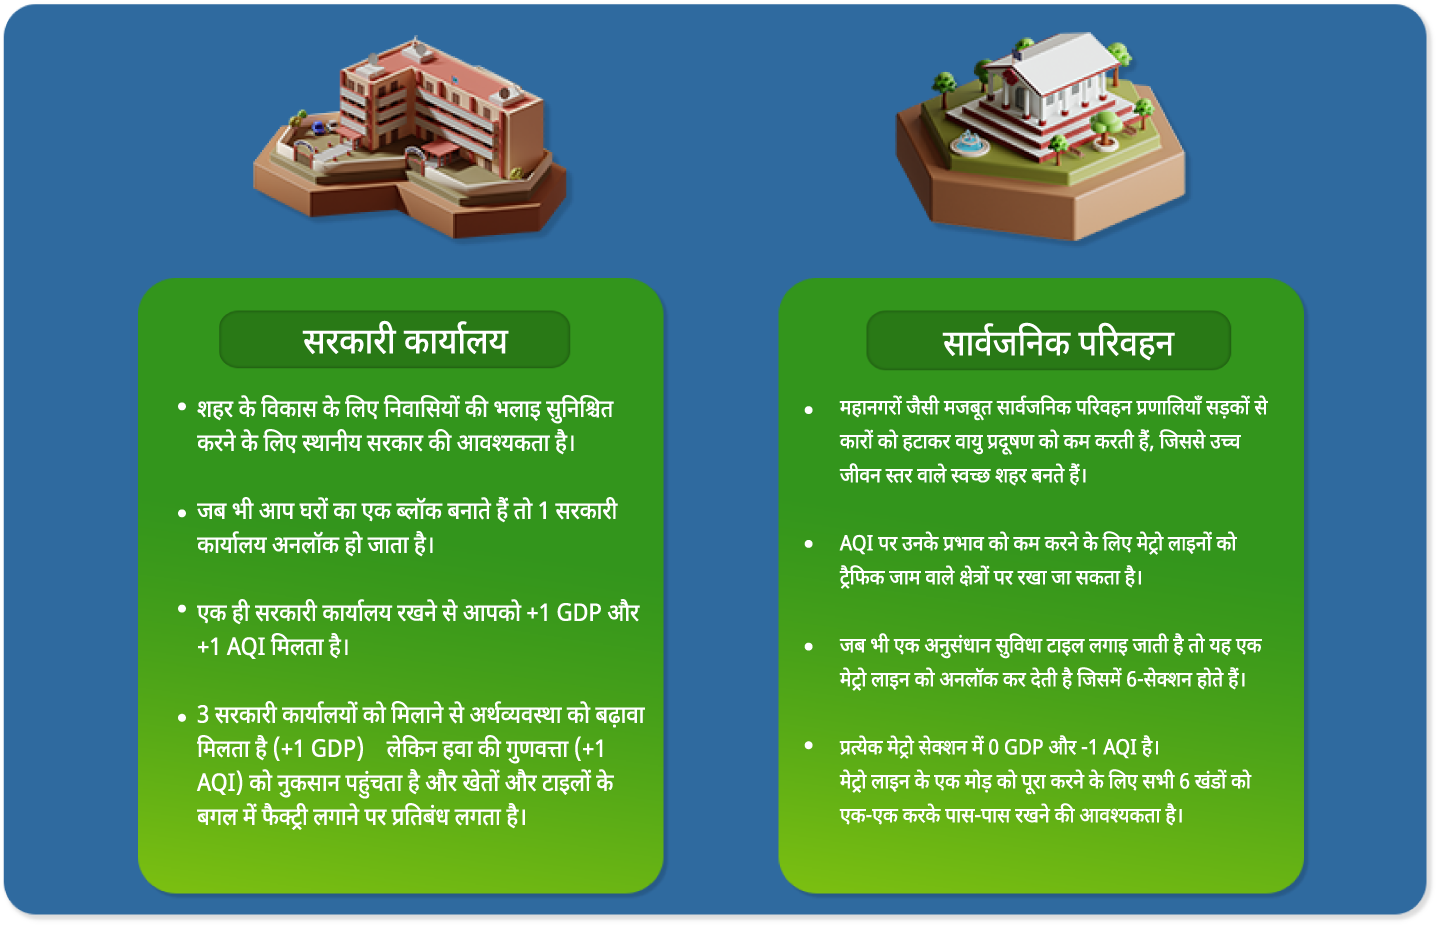 सरकारी कार्यालय
• शहर के विकास के लिए निवासियों की भलाइ सुनिश्चित
करने के लिए स्थानीय सरकार की आवश्यकता है।
• जब भी आप घरों का एक ब्लॉक बनाते हैं तो 1 सरकारी
कार्यालय अनलॉक हो जाता है।
• एक ही सरकारी कार्यालय रखने से आपको +1 GDP और
+1 AQI मिलता है।
• 3 सरकारी कार्यालयों को मिलाने से अर्थव्यवस्था को बढ़ावा
मिलता है (+1 GDP) लेकिन हवा की गुणवत्ता (+1
AQI) को नुकसान पहुंचता है और खेतों और टाइलों के
बगल में फैक्ट्री लगाने पर प्रतिबंध लगता है।
सार्वजनिक परिवहन
• महानगरों जैसी मजबूत सार्वजनिक परिवहन प्रणालियाँ सड़कों से
कारों को हटाकर वायु प्रदूषण को कम करती हैं, जिससे उच्च
जीवन स्तर वाले स्वच्छ शहर बनते हैं।
• AQI पर उनके प्रभाव को कम करने के लिए मेट्रो लाइनों को
ट्रैफिक जाम वाले क्षेत्रों पर रखा जा सकता है।
• जब भी एक अनुसंधान सुविधा टाइल लगाइ जाती है तो यह एक
मेट्रो लाइन को अनलॉक कर देती है जिसमें 6-सेक्शन होते हैं।
• प्रत्येक मेट्रो सेक्शन में 0 GDP और -1 AQI है।
मेट्रो लाइन के एक मोड़ को पूरा करने के लिए सभी 6 खंडों को
एक-एक करके पास-पास रखने की आवश्यकता है।